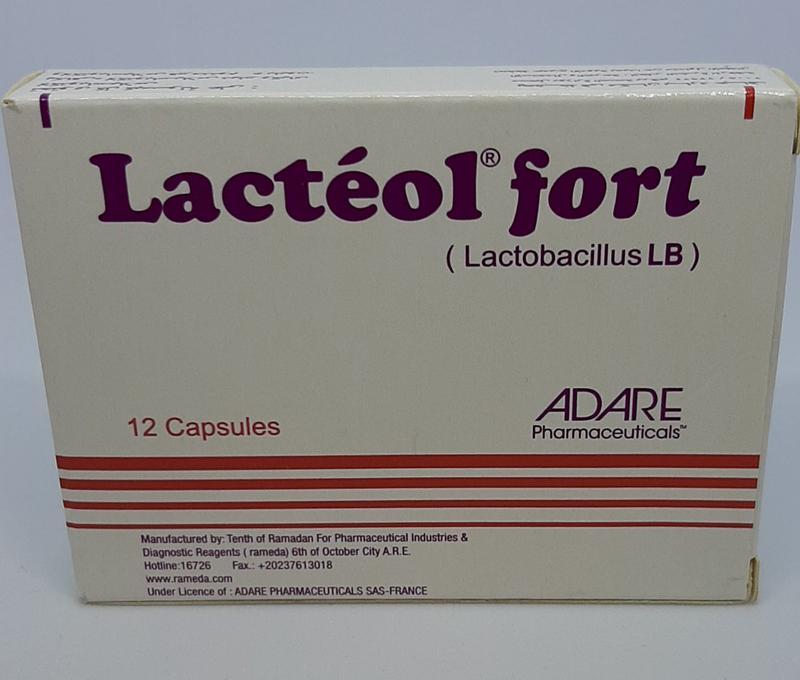 Lactéol® fort
( Lactobacillus LB )
12 Capsules
ADARE
Pharmaceuticals™
Manufactured by: Tenth of Ramadan For Pharmaceutical Industries &
Diagnostic Reagents ( rameda) 6th of October City A.R.E.
Hotline:16726 Fax.: +20237613018
www.rameda.com
Under Licence of : ADARE PHARMACEUTICALS SAS-FRANCE